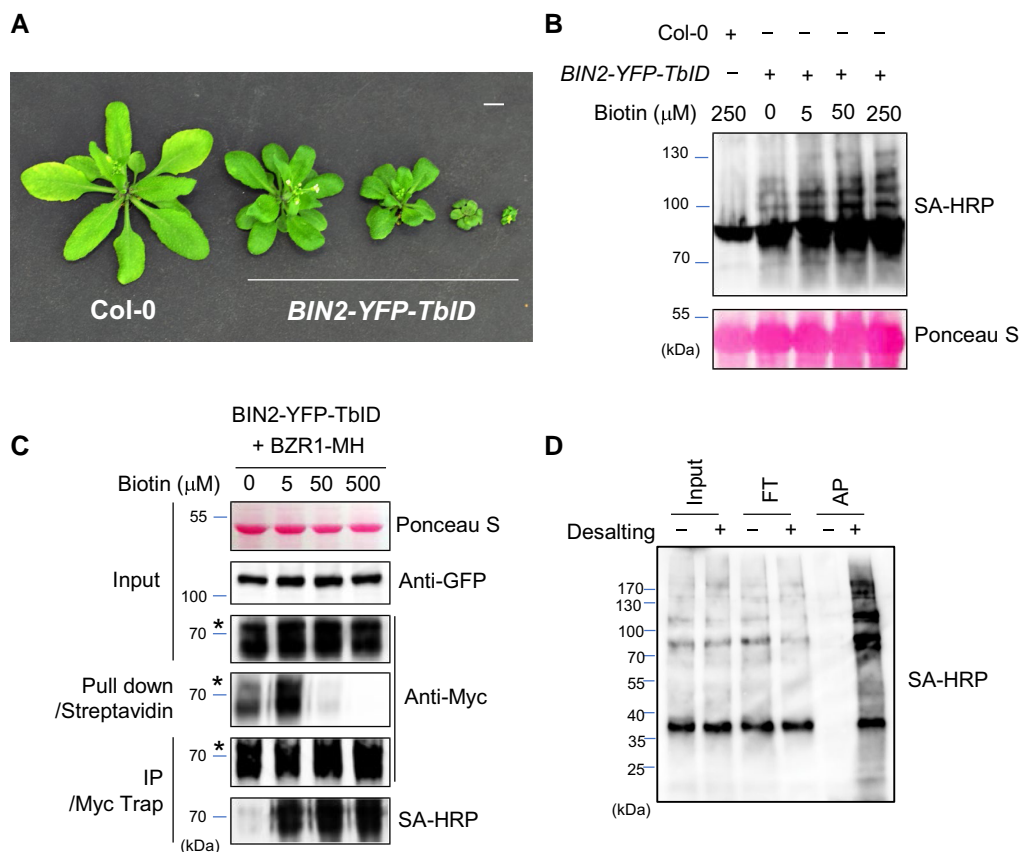 A
Col-0
BIN2-YFP-TbID
B
Col-0 + − − − −
BIN2-YFP-TbID − + + + +
Biotin (μM) 250 0 5 50 250
130
100
70
SA-HRP
55
(kDa)
Ponceau S
C
BIN2-YFP-TbID
+ BZR1-MH
Biotin (μM) 0 5 50 500
55
Ponceau S
Input
100
Anti-GFP
*
70
Pull down
/Streptavidin
*
70
Anti-Myc
IP
/Myc Trap
*
70
70
SA-HRP
(kDa)
D
Input FT AP
Desalting − + − + − +
170
130
100
70
55
40
35
25
(kDa)
SA-HRP